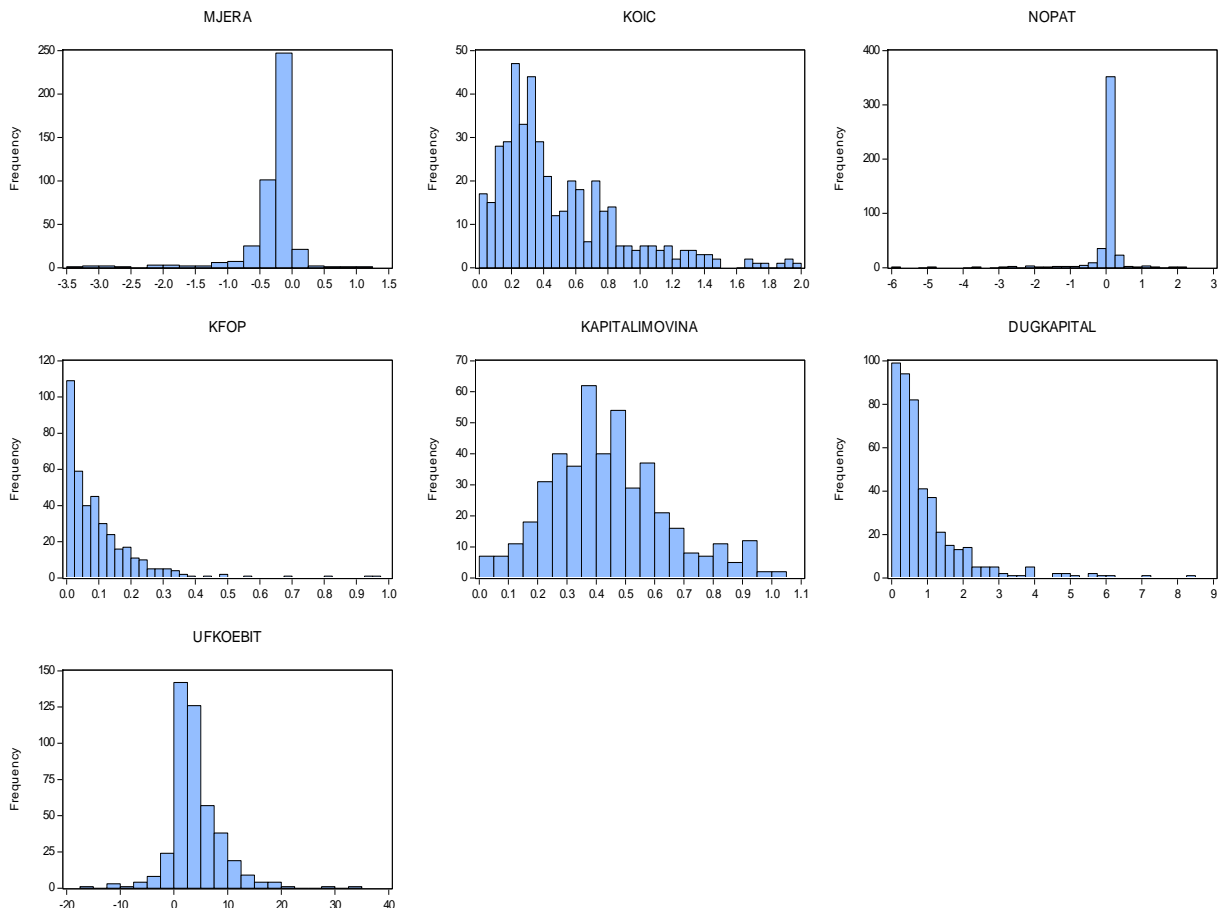 MJERA
Frequency
250
200
150
100
50
0
-3.5 -3.0 -2.5 -2.0 -1.5 -1.0 -0.5 0.0 0.5 1.0 1.5
KOIC
Frequency
50
40
30
20
10
0
0.0 0.2 0.4 0.6 0.8 1.0 1.2 1.4 1.6 1.8 2.0
NOPAT
Frequency
400
300
200
100
0
-6 -5 -4 -3 -2 -1 0 1 2 3
KFOP
Frequency
120
100
80
60
40
20
0
0.0 0.1 0.2 0.3 0.4 0.5 0.6 0.7 0.8 0.9 1.0
KAPITALIMOVINA
Frequency
70
60
50
40
30
20
10
0
0.0 0.1 0.2 0.3 0.4 0.5 0.6 0.7 0.8 0.9 1.0 1.1
DUGKAPITAL
Frequency
100
80
60
40
20
0
0 1 2 3 4 5 6 7 8 9
UFKOEBIT
Frequency
150
125
100
75
50
25
0
-20 -10 0 10 20 30 40